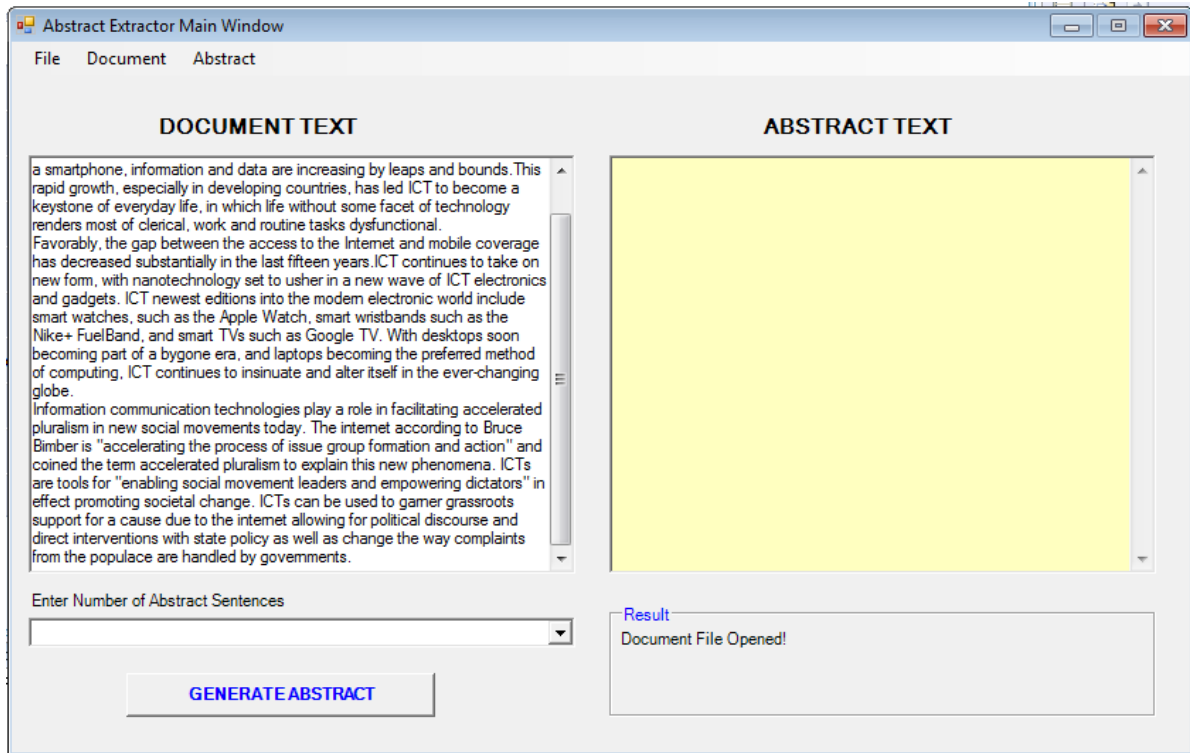 Abstract Extractor Main Window
File Document Abstract
DOCUMENT TEXT
a smartphone, information and data are increasing by leaps and bounds.This
rapid growth, especially in developing countries, has led ICT to become a
keystone of everyday life, in which life without some facet of technology
renders most of clerical, work and routine tasks dysfunctional.
Favorably, the gap between the access to the Internet and mobile coverage
has decreased substantially in the last fifteen years.ICT continues to take on
new form, with nanotechnology set to usher in a new wave of ICT electronics
and gadgets. ICT newest editions into the modern electronic world include
smart watches, such as the Apple Watch, smart wristbands such as the
Nike+ FuelBand, and smart TVs such as Google TV. With desktops soon
becoming part of a bygone era, and laptops becoming the preferred method
of computing, ICT continues to insinuate and alter itself in the ever-changing
globe.
Information communication technologies play a role in facilitating accelerated
pluralism in new social movements today. The internet according to Bruce
Bimber is "accelerating the process of issue group formation and action" and
coined the term accelerated pluralism to explain this new phenomena. ICTs
are tools for "enabling social movement leaders and empowering dictators" in
effect promoting societal change. ICTs can be used to garner grassroots
support for a cause due to the internet allowing for political discourse and
direct interventions with state policy as well as change the way complaints
from the populace are handled by governments.
Enter Number of Abstract Sentences
GENERATE ABSTRACT
ABSTRACT TEXT
Result
Document File Opened!